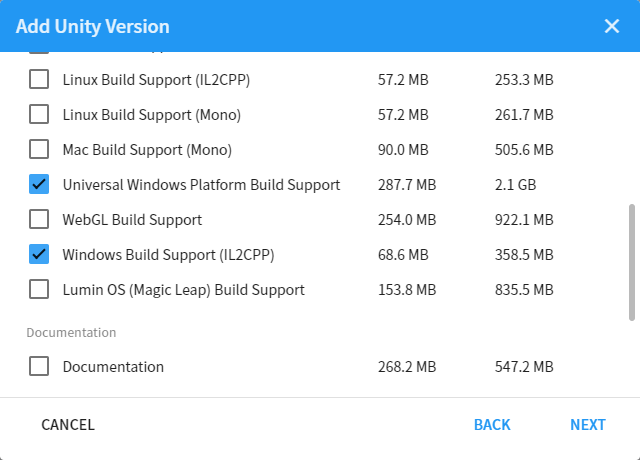 Add Unity Version
Linux Build Support (IL2CPP) 57.2 MB 253.3 MB
Linux Build Support (Mono) 57.2 MB 261.7 MB
Mac Build Support (Mono) 90.0 MB 505.6 MB
Universal Windows Platform Build Support 287.7 MB 2.1 GB
WebGL Build Support 254.0 MB 922.1 MB
Windows Build Support (IL2CPP) 68.6 MB 358.5 MB
Lumin OS (Magic Leap) Build Support 153.8 MB 835.5 MB
Documentation
Documentation 268.2 MB 547.2 MB
CANCEL BACK NEXT